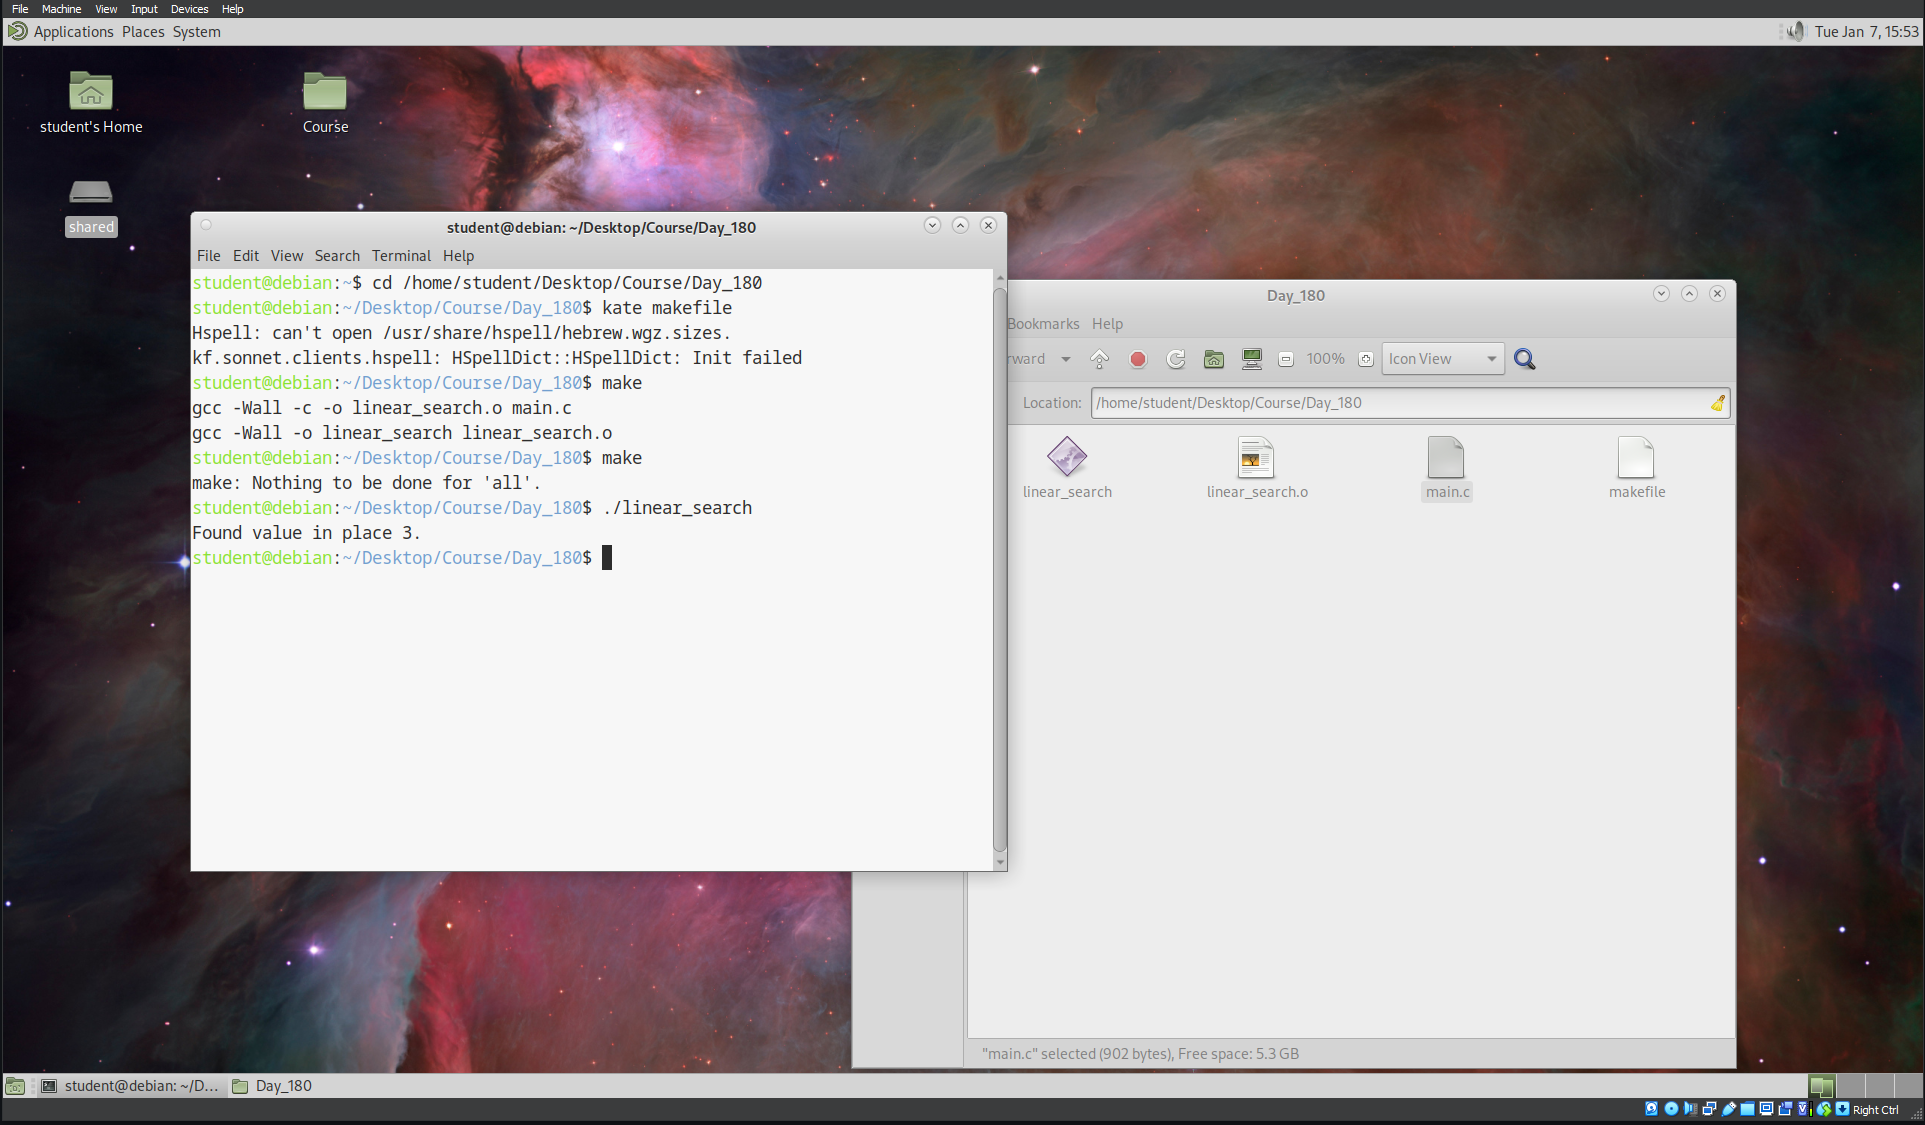 File Machine View Input Devices Help
Applications Places System
Tue Jan 7, 15:53
student's Home
Course
shared
student@debian: ~/Desktop/Course/Day_180
File Edit View Search Terminal Help
student@debian:~$ cd /home/student/Desktop/Course/Day_180
student@debian:~/Desktop/Course/Day_180$ kate makefile
Hspell: can't open /usr/share/hspell/hebrew.wgz.sizes.
kf.sonnet.clients.hspell: HSpellDict::HSpellDict: Init failed
student@debian:~/Desktop/Course/Day_180$ make
gcc -Wall -c -o linear_search.o main.c
gcc -Wall -o linear_search linear_search.o
student@debian:~/Desktop/Course/Day_180$ make
make: Nothing to be done for 'all'.
student@debian:~/Desktop/Course/Day_180$ ./linear_search
Found value in place 3.
student@debian:~/Desktop/Course/Day_180$
Day_180
Bookmarks Help
rward
100%
Icon View
Location: /home/student/Desktop/Course/Day_180
linear_search
linear_search.o
main.c
makefile
"main.c" selected (902 bytes), Free space: 5.3 GB
student@debian: ~/D...
Day_180
Right Ctrl